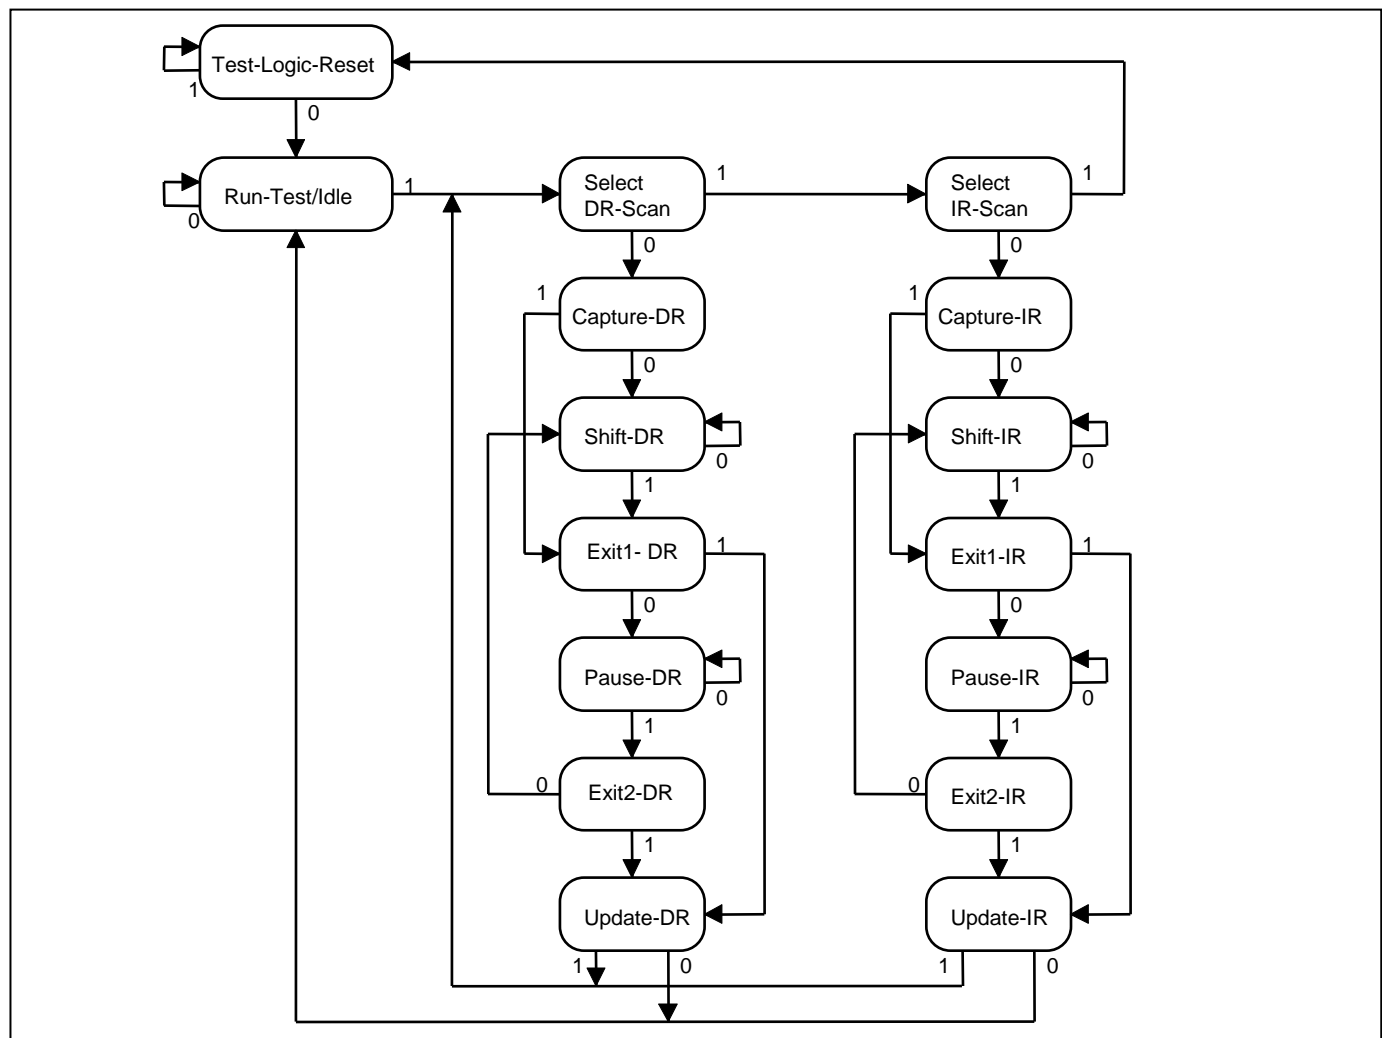 Test-Logic-Reset
1
0
Run-Test/Idle
1
0
Select
DR-Scan
1
0
Select
IR-Scan
1
0
1
Capture-DR
0
1
Capture-IR
0
Shift-DR
0
1
Shift-IR
0
1
Exit1- DR
1
0
Exit1-IR
1
0
Pause-DR
0
1
Pause-IR
0
1
0
Exit2-DR
1
0
Exit2-IR
1
Update-DR
1
0
Update-IR
1
0